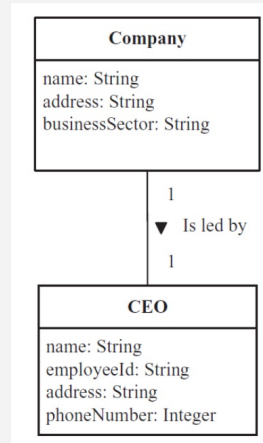 Company
name: String
address: String
businessSector: String
1
Is led by
1
CEO
name: String
employeeId: String
address: String
phoneNumber: Integer